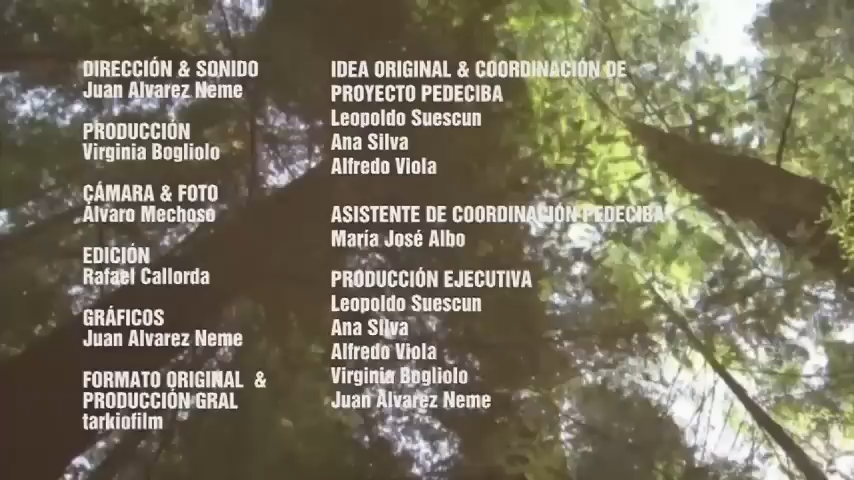 DIRECCIÓN & SONIDO
Juan Alvarez Neme
PRODUCCIÓN
Virginia Bogliolo
CÁMARA & FOTO
Álvaro Mechoso
EDICIÓN
Rafael Callorda
GRÁFICOS
Juan Alvarez Neme
FORMATO ORIGINAL &
PRODUCCIÓN GRAL
tarkiofilm
IDEA ORIGINAL & COORDINACIÓN DE
PROYECTO PEDECIBA
Leopoldo Suescun
Ana Silva
Alfredo Viola
ASISTENTE DE COORDINACIÓN PEDECIBA
María José Albo
PRODUCCIÓN EJECUTIVA
Leopoldo Suescun
Ana Silva
Alfredo Viola
Virginia Bogliolo
Juan Alvarez Neme